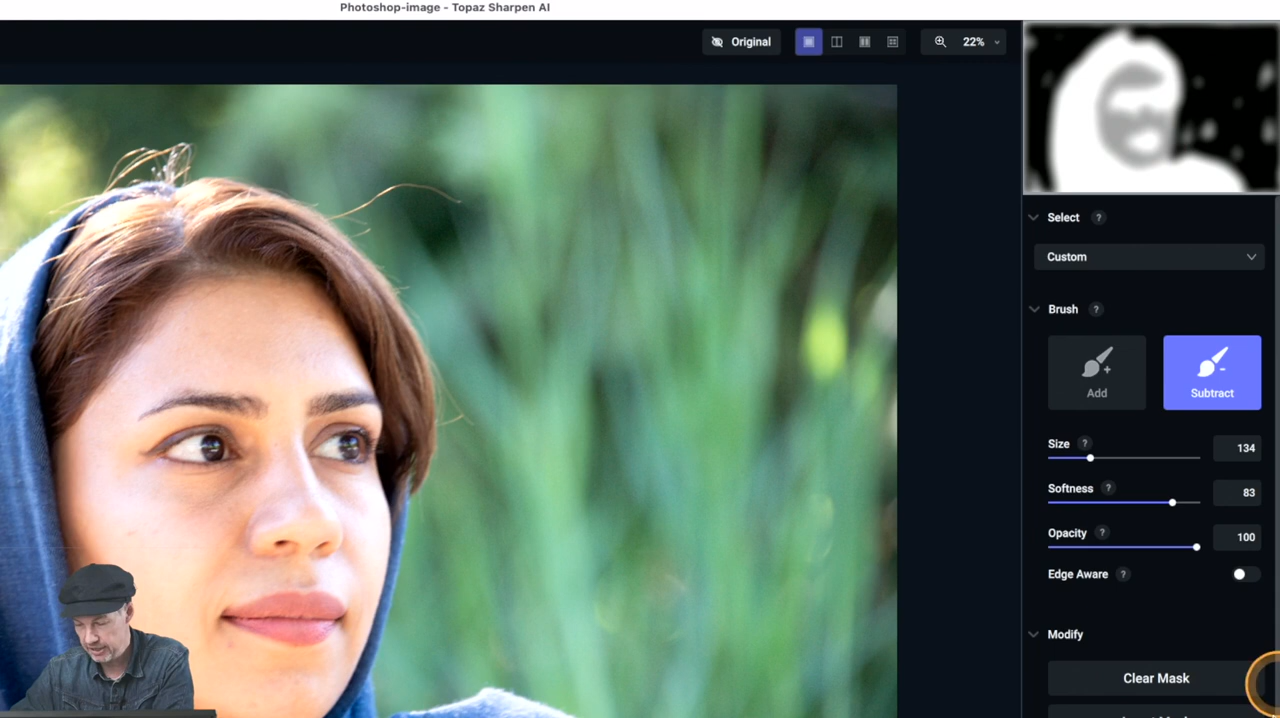 Photoshop-image - Topaz Sharpen AI
Original
22%
Select ?
Custom
Brush ?
Add
Subtract
Size ?
134
Softness ?
83
Opacity ?
100
Edge Aware ?
Modify
Clear Mask